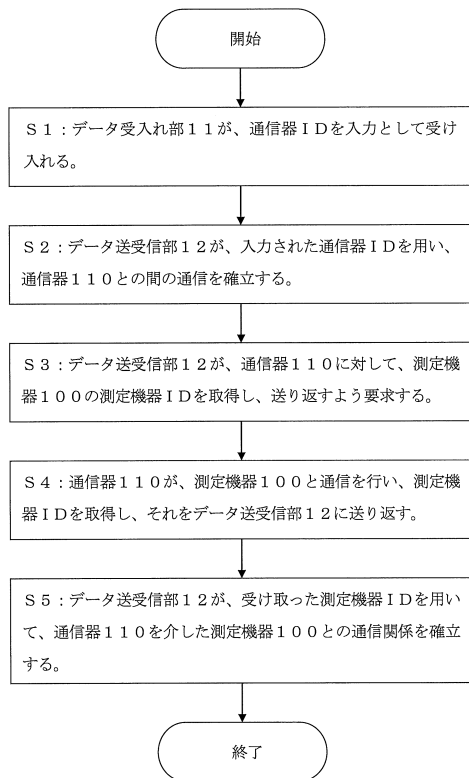 開始
S1：データ受入れ部11が、通信器IDを入力として受け
入れる。
S2：データ送受信部12が、入力された通信器IDを用い、
通信器110との間の通信を確立する。
S3：データ送受信部12が、通信器110に対して、測定機
器100の測定機器IDを取得し、送り返すよう要求する。
S4：通信器110が、測定機器100と通信を行い、測定機
器IDを取得し、それをデータ送受信部12に送り返す。
S5：データ送受信部12が、受け取った測定機器IDを用い
て、通信器110を介した測定機器100との通信関係を確立
する。
終了